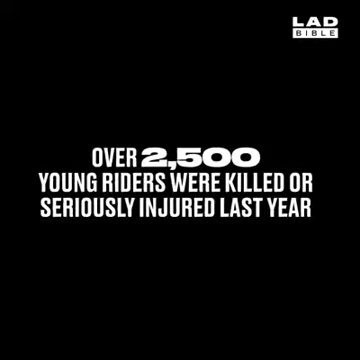 LAD
BIBLE
OVER 2,500
YOUNG RIDERS WERE KILLED OR
SERIOUSLY INJURED LAST YEAR